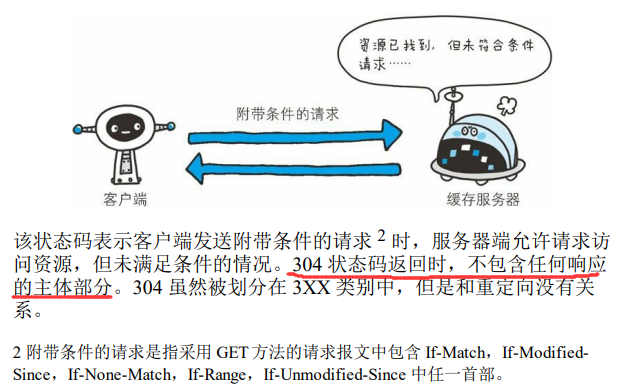 资源已找到，但未符合条件
请求……
附带条件的请求
客户端
缓存服务器
该状态码表示客户端发送附带条件的请求 2 时，服务器端允许请求访
问资源，但未满足条件的情况。304 状态码返回时，不包含任何响应
的主体部分。304 虽然被划分在 3XX 类别中，但是和重定向没有关
系。
2 附带条件的请求是指采用 GET 方法的请求报文中包含 If-Match，If-Modified-
Since，If-None-Match，If-Range，If-Unmodified-Since 中任一首部。